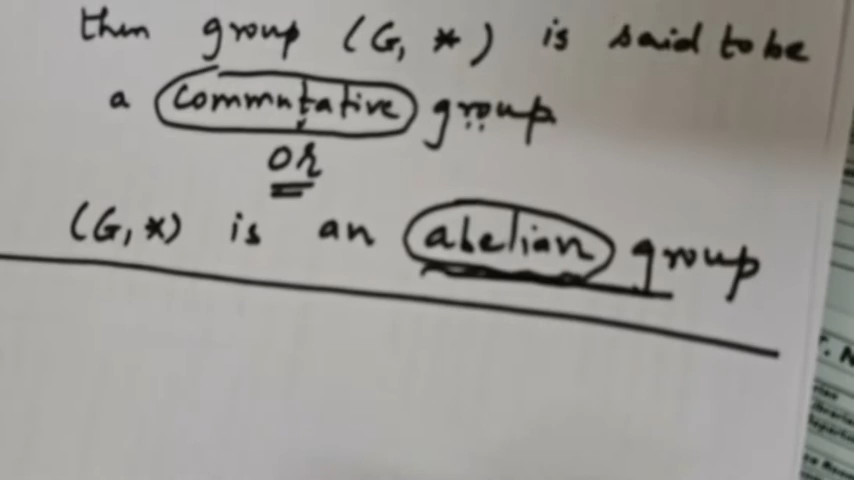 then group (G, *) is said to be
a commutative group
OR
(G, *) is an abelian group